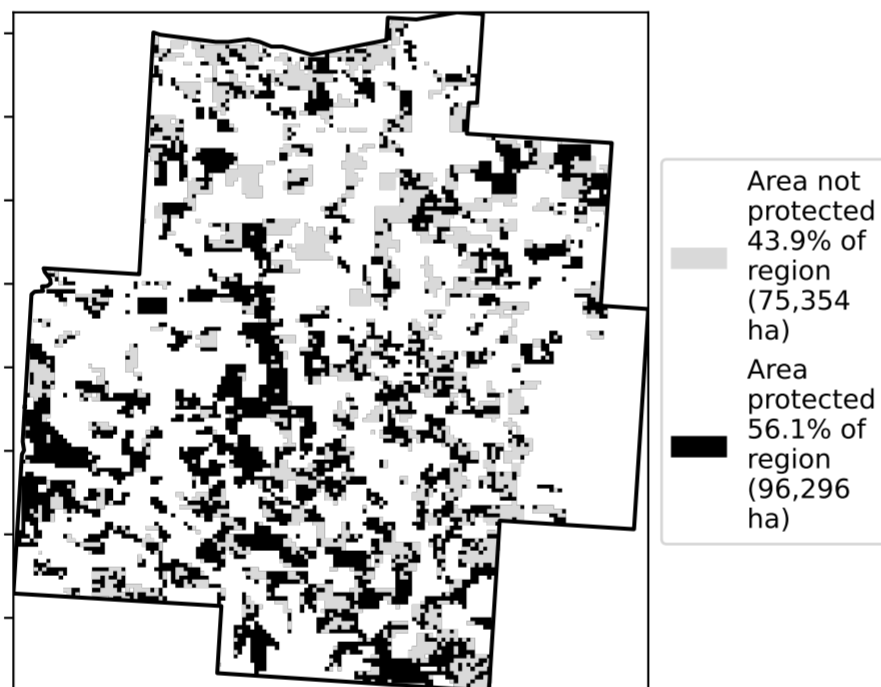 Area not
protected
43.9% of
region
(75,354
ha)
Area
protected
56.1% of
region
(96,296
ha)